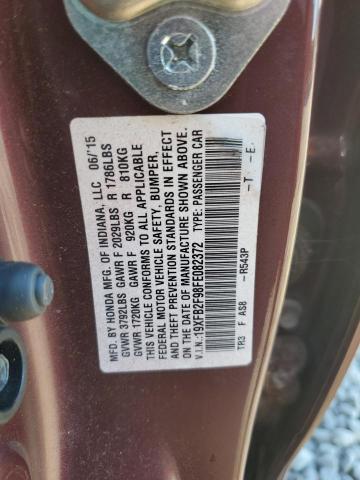 MFD. BY HONDA MFG. OF INDIANA, LLC 06/'15
GVWR 3792LBS GAWR F 2029LBS R 1786LBS
GVWR 1720KG GAWR F 920KG R 810KG
THIS VEHICLE CONFORMS TO ALL APPLICABLE
FEDERAL MOTOR VEHICLE SAFETY, BUMPER,
AND THEFT PREVENTION STANDARDS IN EFFECT
ON THE DATE OF MANUFACTURE SHOWN ABOVE.
V.I.N.:19XFB2F98FE082372 TYPE: PASSENGER CAR
-R543P -T -E.
TR3 F AS8